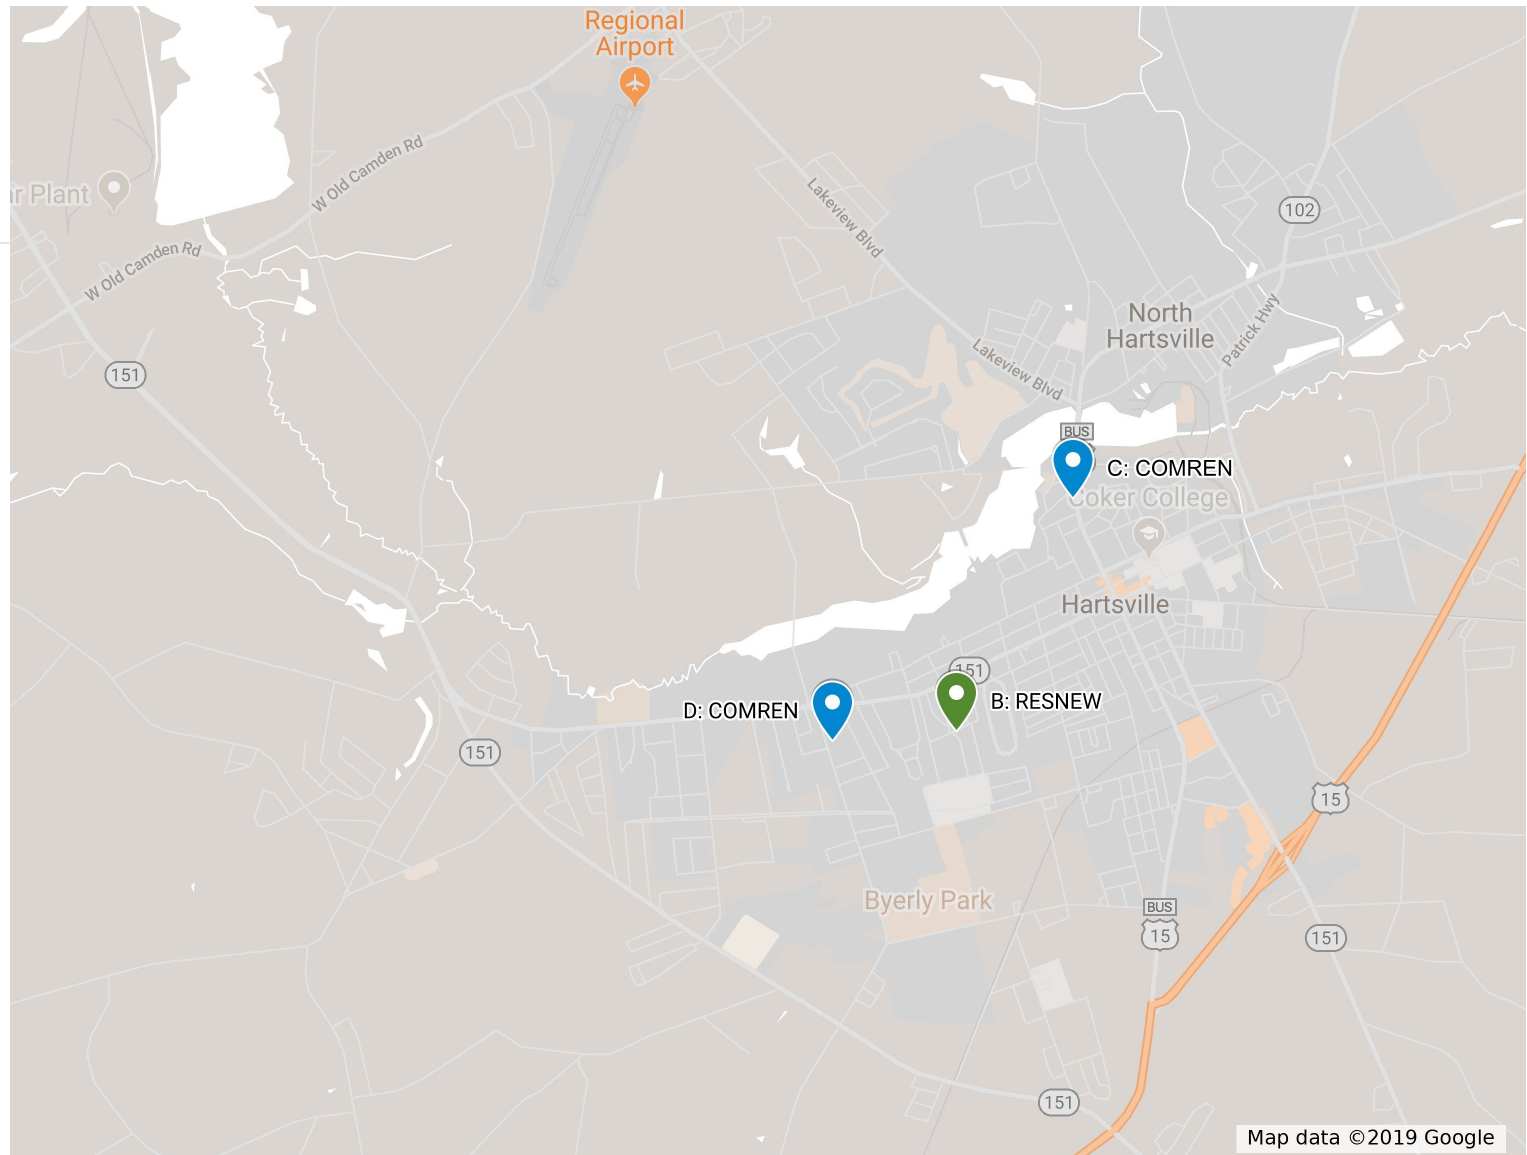 Regional
Airport
W Old Camden Rd
ar Plant
Lakeview Blvd
102
W Old Camden Rd
North
Hartsville
Patrick Hwy
Lakeview Blvd
151
BUS
C: COMREN
Coker College
Hartsville
151
B: RESNEW
D: COMREN
151
15
Byerly Park
BUS
15
151
151
Map data ©2019 Google